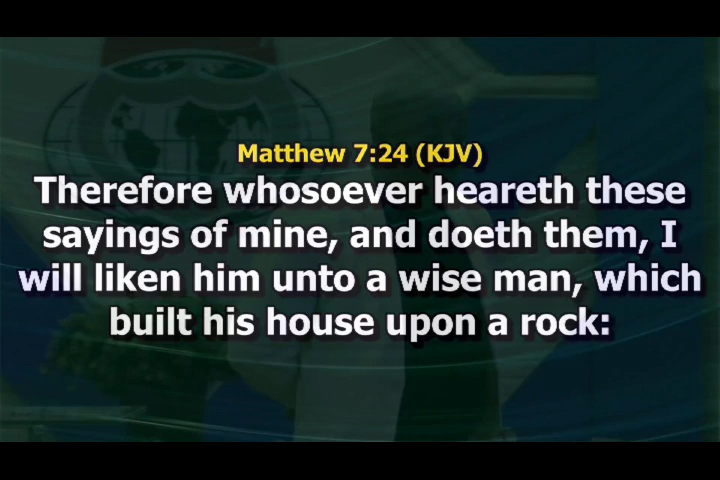 Matthew 7:24 (KJV)
Therefore whosoever heareth these
sayings of mine, and doeth them, I
will liken him unto a wise man, which
built his house upon a rock: